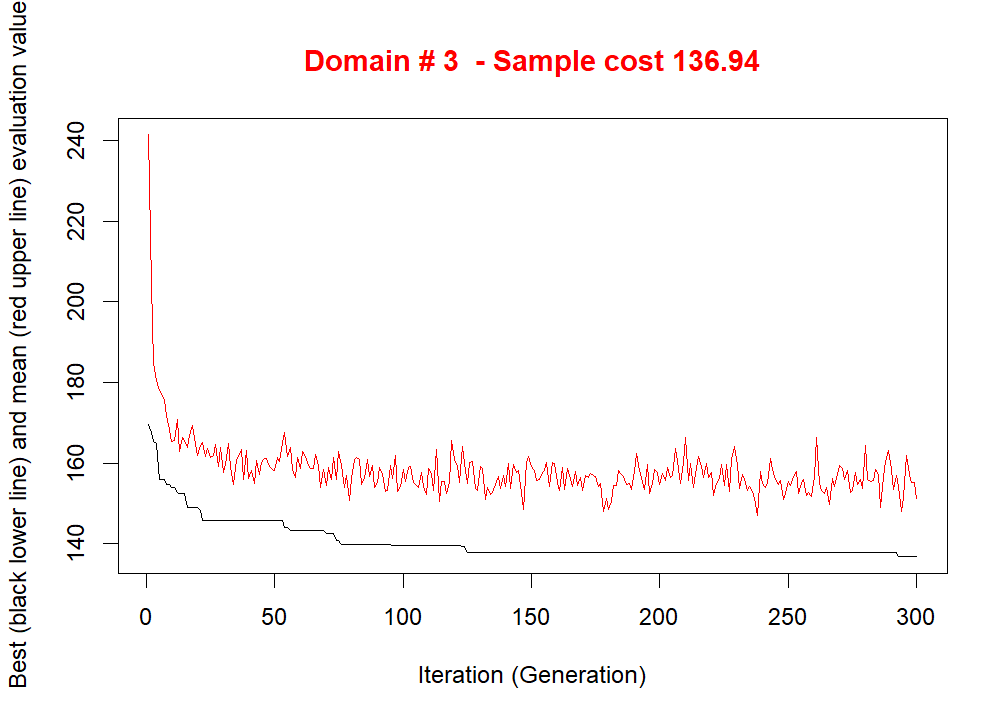 Domain # 3 - Sample cost 136.94
Best (black lower line) and mean (red upper line) evaluation value
240
220
200
180
160
140
0 50 100 150 200 250 300
Iteration (Generation)